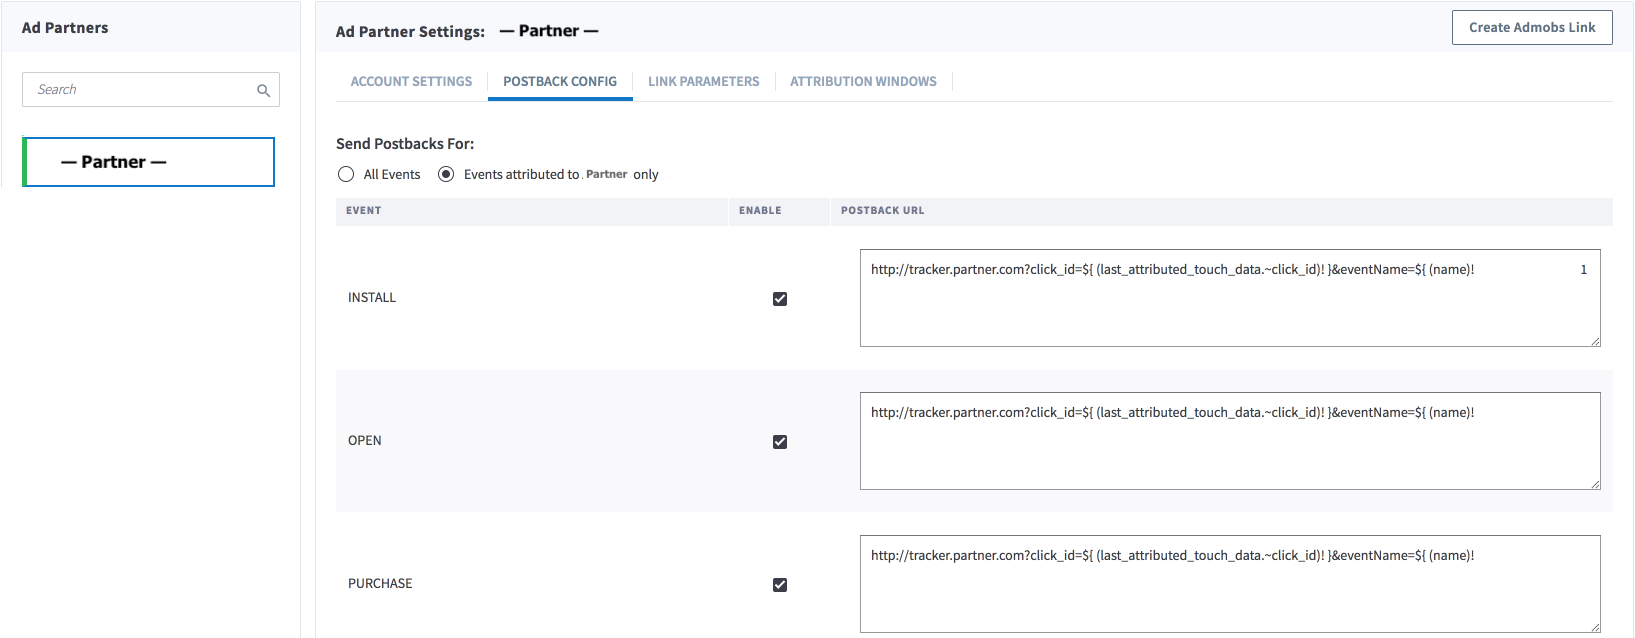 Ad Partners
Search
— Partner —
Ad Partner Settings: — Partner —
Create Admobs Link
ACCOUNT SETTINGS
POSTBACK CONFIG
LINK PARAMETERS
ATTRIBUTION WINDOWS
Send Postbacks For:
All Events
Events attributed to Partner only
EVENT ENABLE POSTBACK URL
INSTALL
http://tracker.partner.com?click_id=${ (last_attributed_touch_data.~click_id)! }&eventName=${ (name)! 1
OPEN
http://tracker.partner.com?click_id=${ (last_attributed_touch_data.~click_id)! }&eventName=${ (name)!
PURCHASE
http://tracker.partner.com?click_id=${ (last_attributed_touch_data.~click_id)! }&eventName=${ (name)!